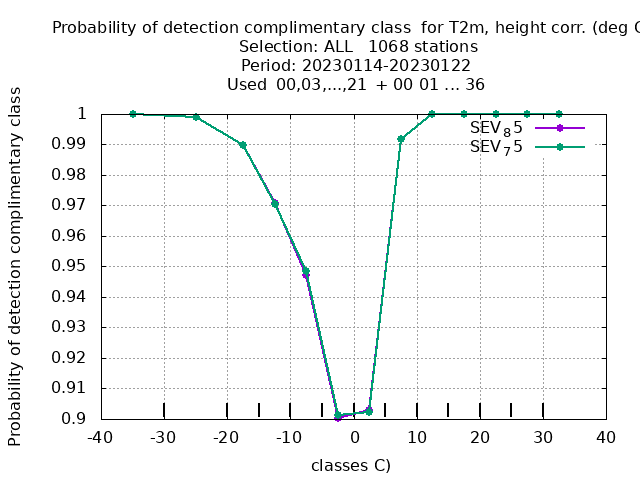 Probability of detection complimentary class  for T2m, height corr. (deg C
Selection: ALL   1068 stations
Period: 20230114-20230122
Used  00,03,...,21  + 00 01 ... 36
Probability of detection complimentary class
1
0.99
0.98
0.97
0.96
0.95
0.94
0.93
0.92
0.91
0.9
SEV85
SEV75
-40 -30 -20 -10 0 10 20 30 40
classes C)